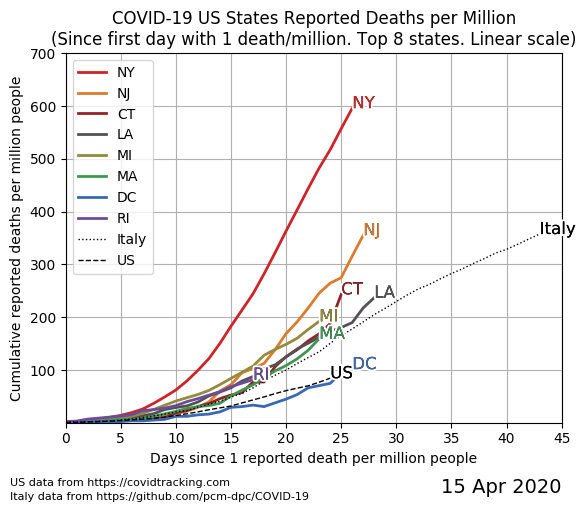 COVID-19 US States Reported Deaths per Million
(Since first day with 1 death/million. Top 8 states. Linear scale)
Cumulative reported deaths per million people
700
600
500
400
300
200
100
NY
NJ
CT
LA
MI
MA
DC
RI
Italy
US
NY
NJ
Italy
CT
LA
MI
MA
DC
US
RI
0 5 10 15 20 25 30 35 40 45
Days since 1 reported death per million people
US data from https://covidtracking.com
Italy data from https://github.com/pcm-dpc/COVID-19
15 Apr 2020